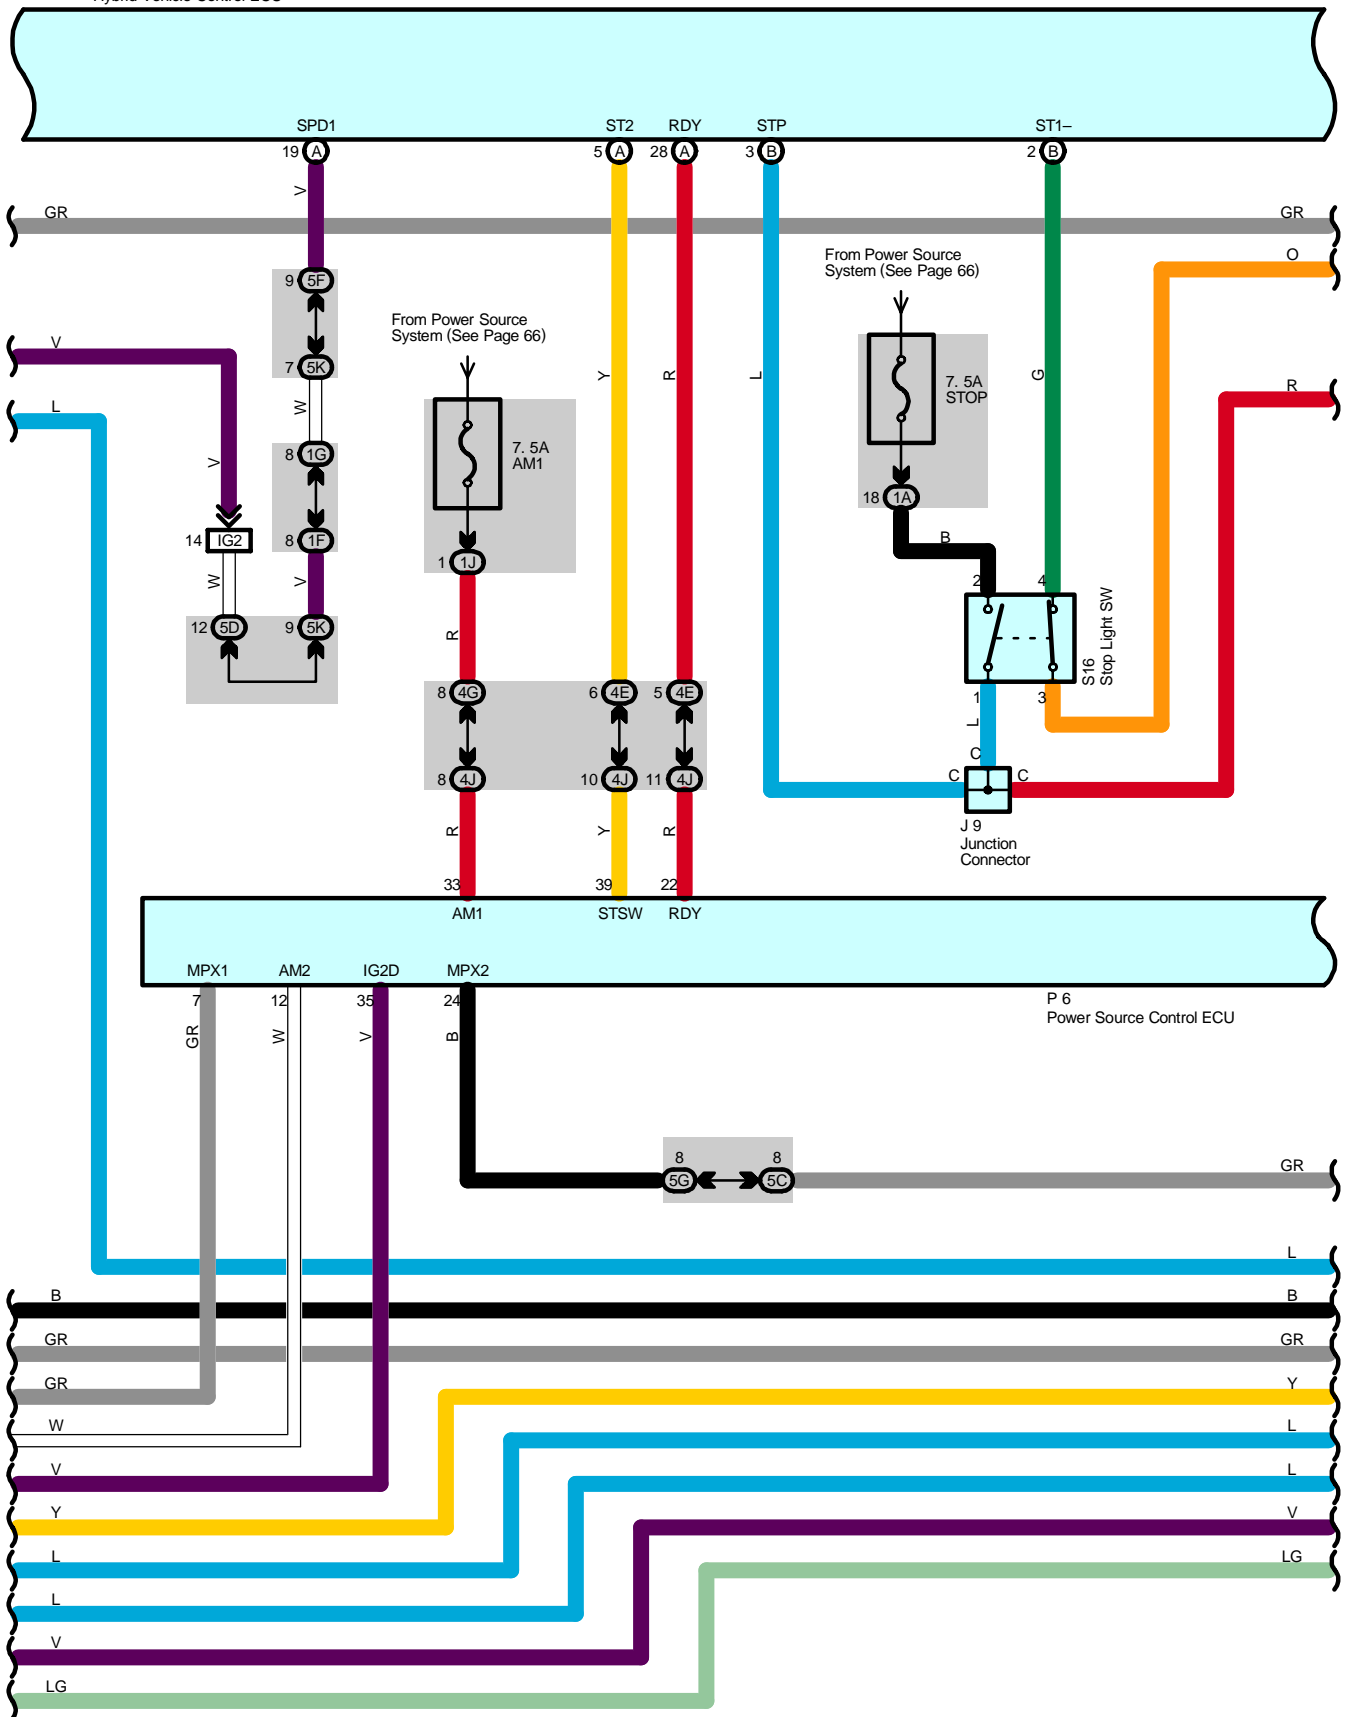 Hybrid Vehicle Control ECU
SPD1 ST2 RDY STP ST1–
19 A 5 A 28 A 3 B 2 B
V
GR GR
O
From Power Source
System (See Page 66)
9 5F
From Power Source
System (See Page 66)
V
7 5K
Y R L G
7. 5A
STOP
R
L
W
8 1G
7. 5A
AM1
V
18 1A
14 IG2
8 1F
B
1 1J
W V
2 4
12 5D
9 5K
R
S16
Stop Light SW
8 4G 6 4E 5 4E
1 3
L
C
8 4J 10 4J 11 4J
C C
J 9
Junction
Connector
R Y R
33 39 22
AM1 STSW RDY
MPX1 AM2 IG2D MPX2
7 12 35 24
P 6
Power Source Control ECU
GR W V B
8 8
5G 5C
GR
L
B B
GR GR
GR Y
W L
V L
Y V
L LG
L
V
LG